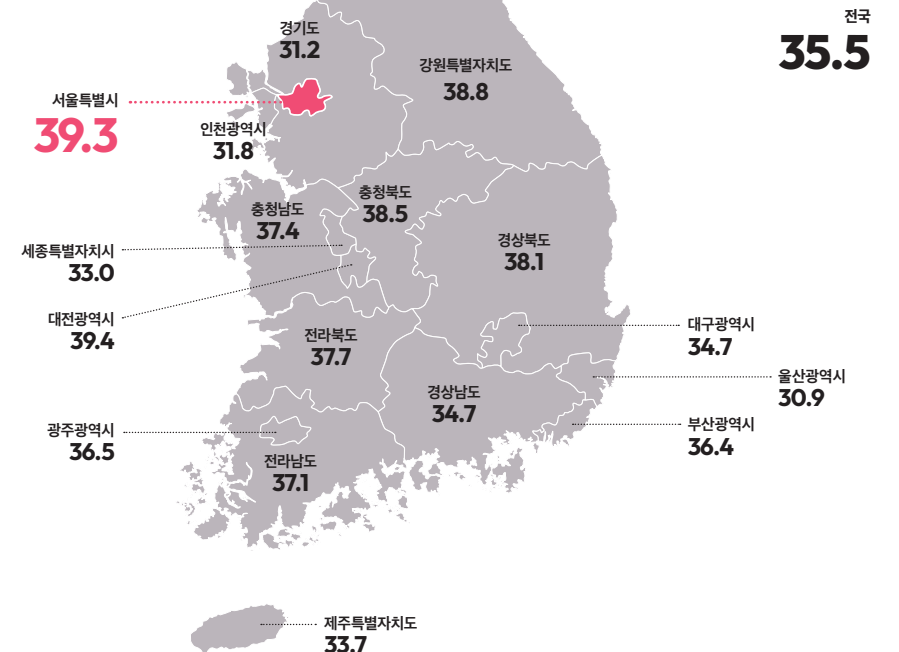 전국
35.5
경기도
31.2
강원특별자치도
38.8
서울특별시
39.3
인천광역시
31.8
충청북도
38.5
충청남도
37.4
경상북도
38.1
세종특별자치시
33.0
대전광역시
39.4
대구광역시
34.7
전라북도
37.7
울산광역시
30.9
경상남도
34.7
부산광역시
36.4
광주광역시
36.5
전라남도
37.1
제주특별자치도
33.7